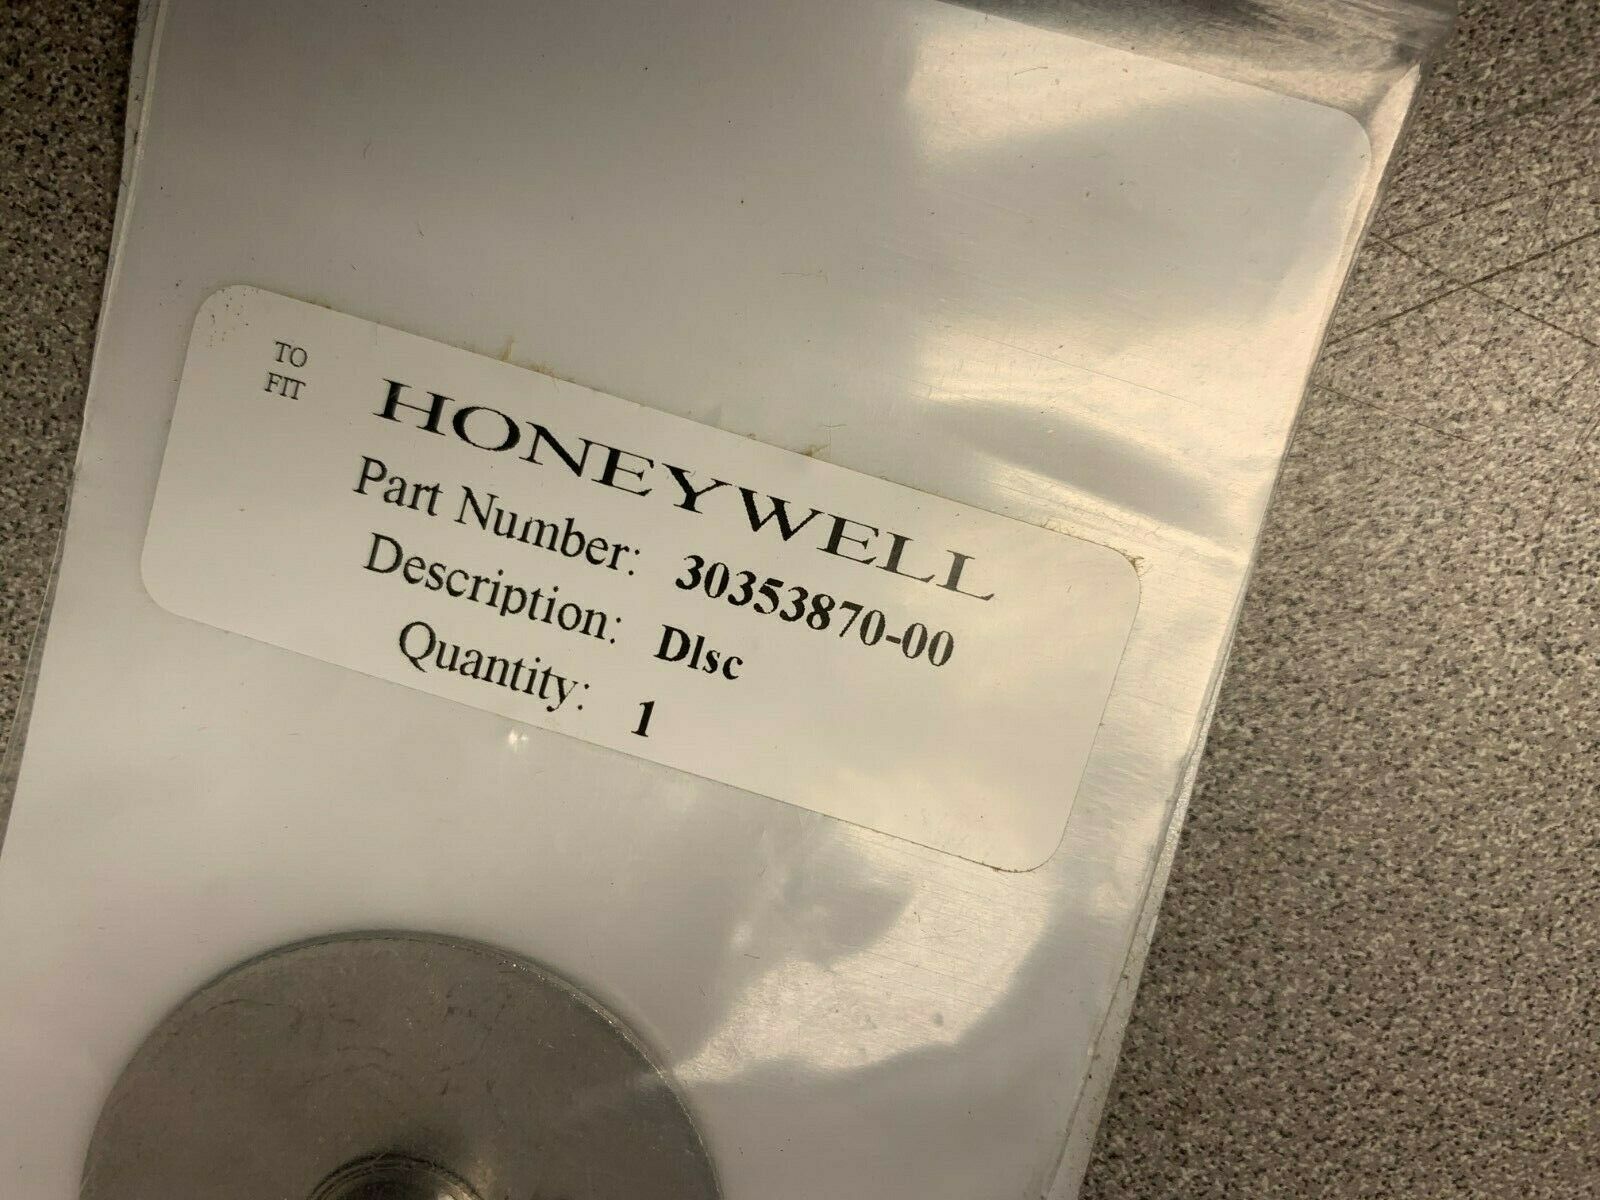 TO
FIT
HONEYWELL
Part Number: 30353870-00
Description: Dlsc
Quantity: 1